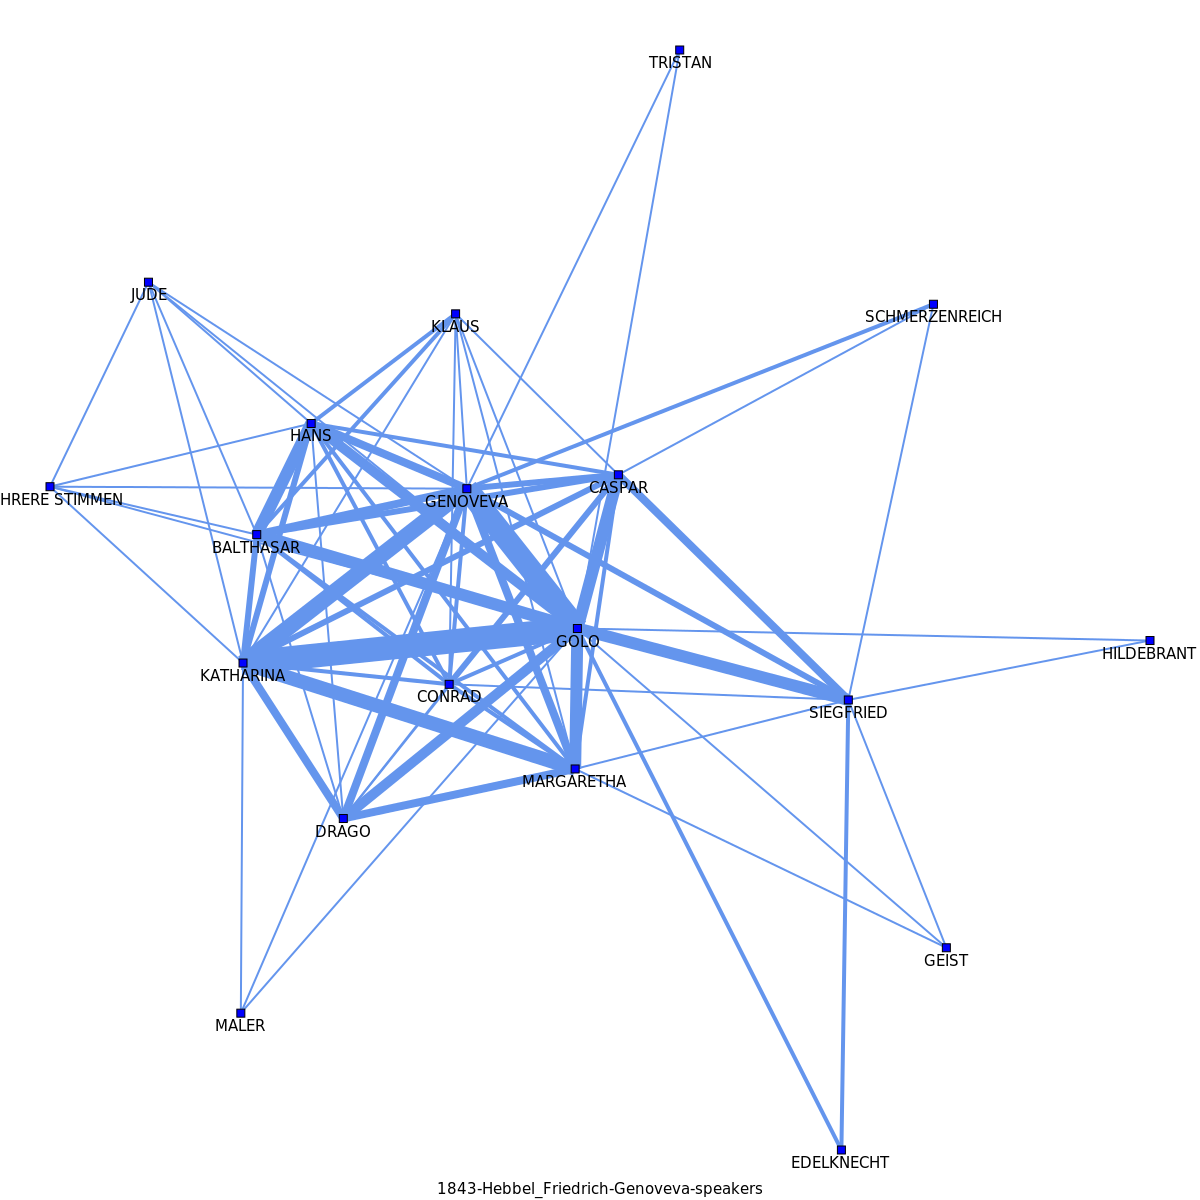 TRISTAN
JUDE
SCHMERZENREICH
KLAUS
HANS
CASPAR
HRERE STIMMEN
GENOVEVA
BALTHASAR
GOLO
HILDEBRANT
KATHARINA
CONRAD
SIEGFRIED
MARGARETHA
DRAGO
GEIST
MALER
EDELKNECHT
1843-Hebbel_Friedrich-Genoveva-speakers